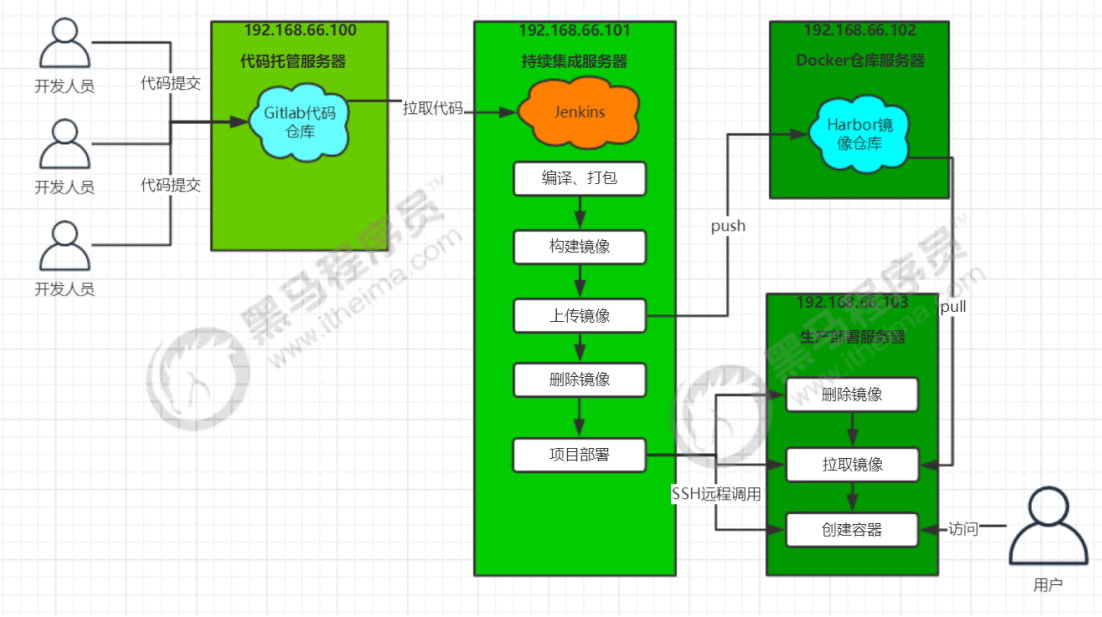 192.168.66.100
代码托管服务器
Gitlab代码
仓库
开发人员
代码提交
开发人员
代码提交
开发人员
拉取代码
192.168.66.101
持续集成服务器
Jenkins
编译、打包
构建镜像
上传镜像
删除镜像
项目部署
push
SSH远程调用
192.168.66.102
Docker仓库服务器
Harbor镜
像仓库
pull
192.168.66.103
生产部署服务器
删除镜像
拉取镜像
创建容器
访问
用户
黑马程序员™
www.itheima.com
黑马程序员™
www.itheima.com